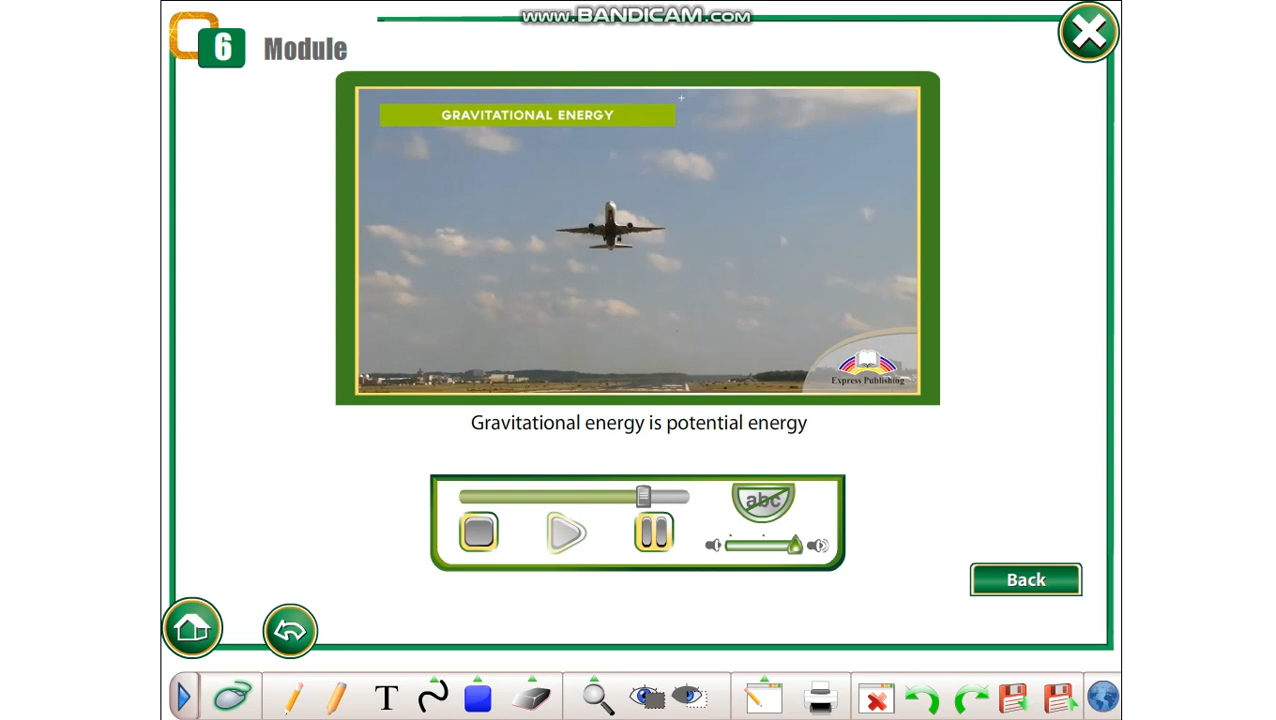 www.BANDICAM.com
6 Module
GRAVITATIONAL ENERGY
Express Publishing
Gravitational energy is potential energy
abc
Back
T